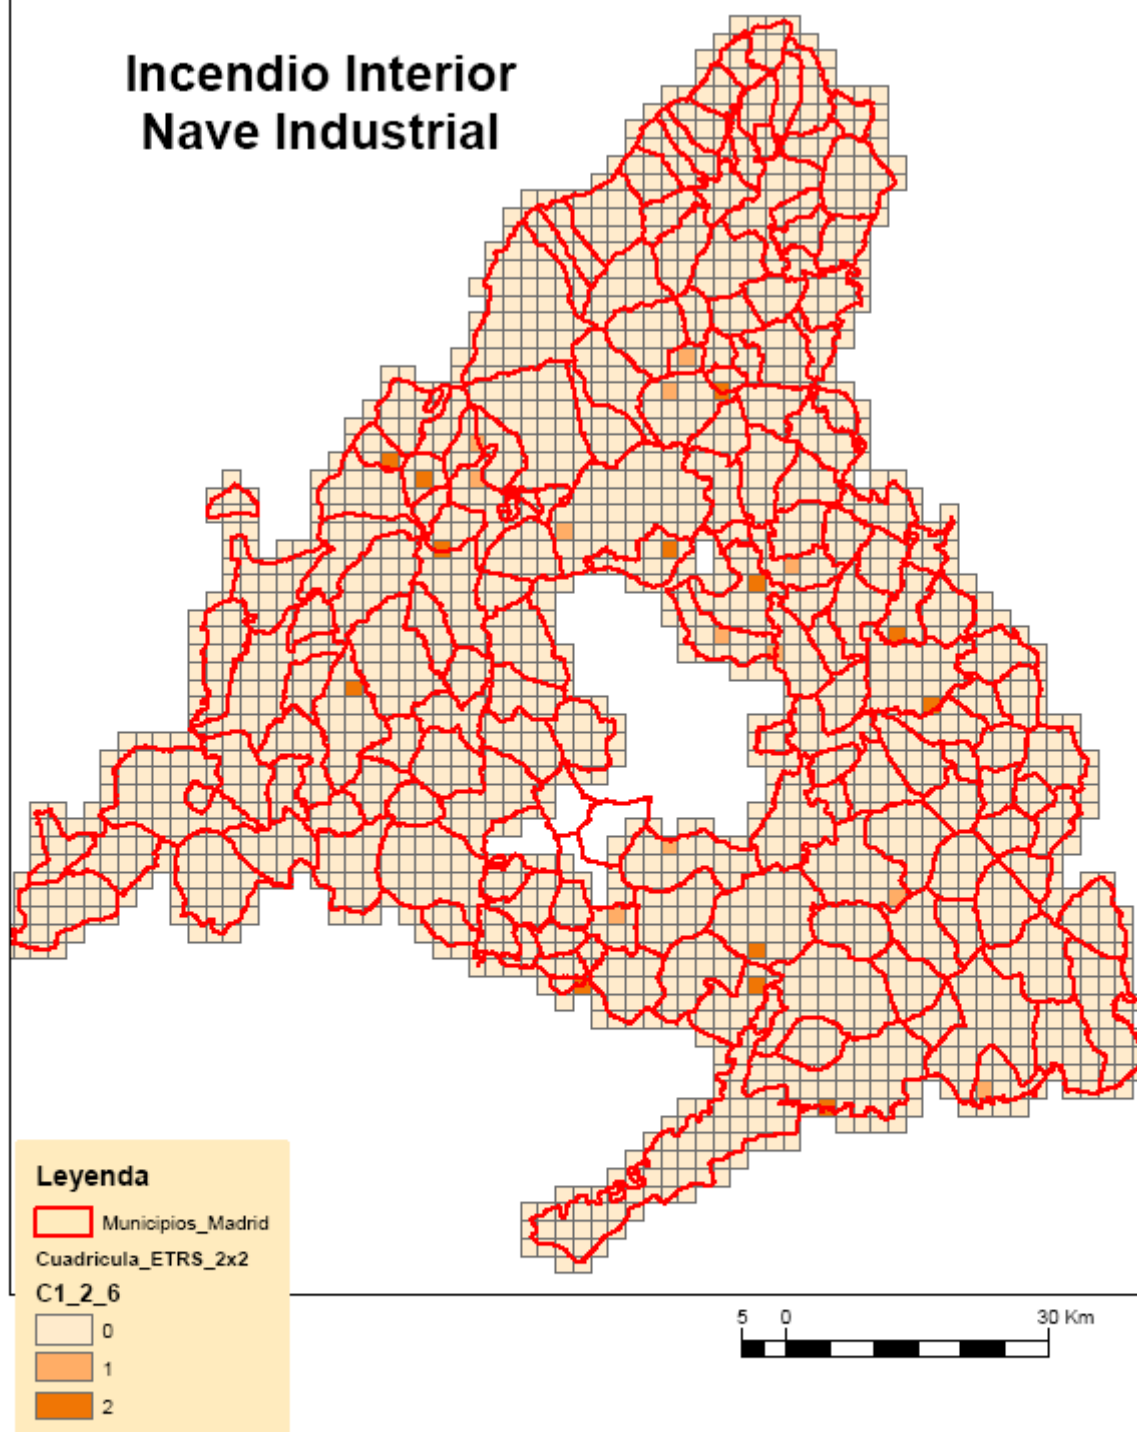 Incendio Interior
Nave Industrial
Leyenda
Municipios_Madrid
Cuadricula_ETRS_2x2
C1_2_6
0
1
2
5 0 30 Km